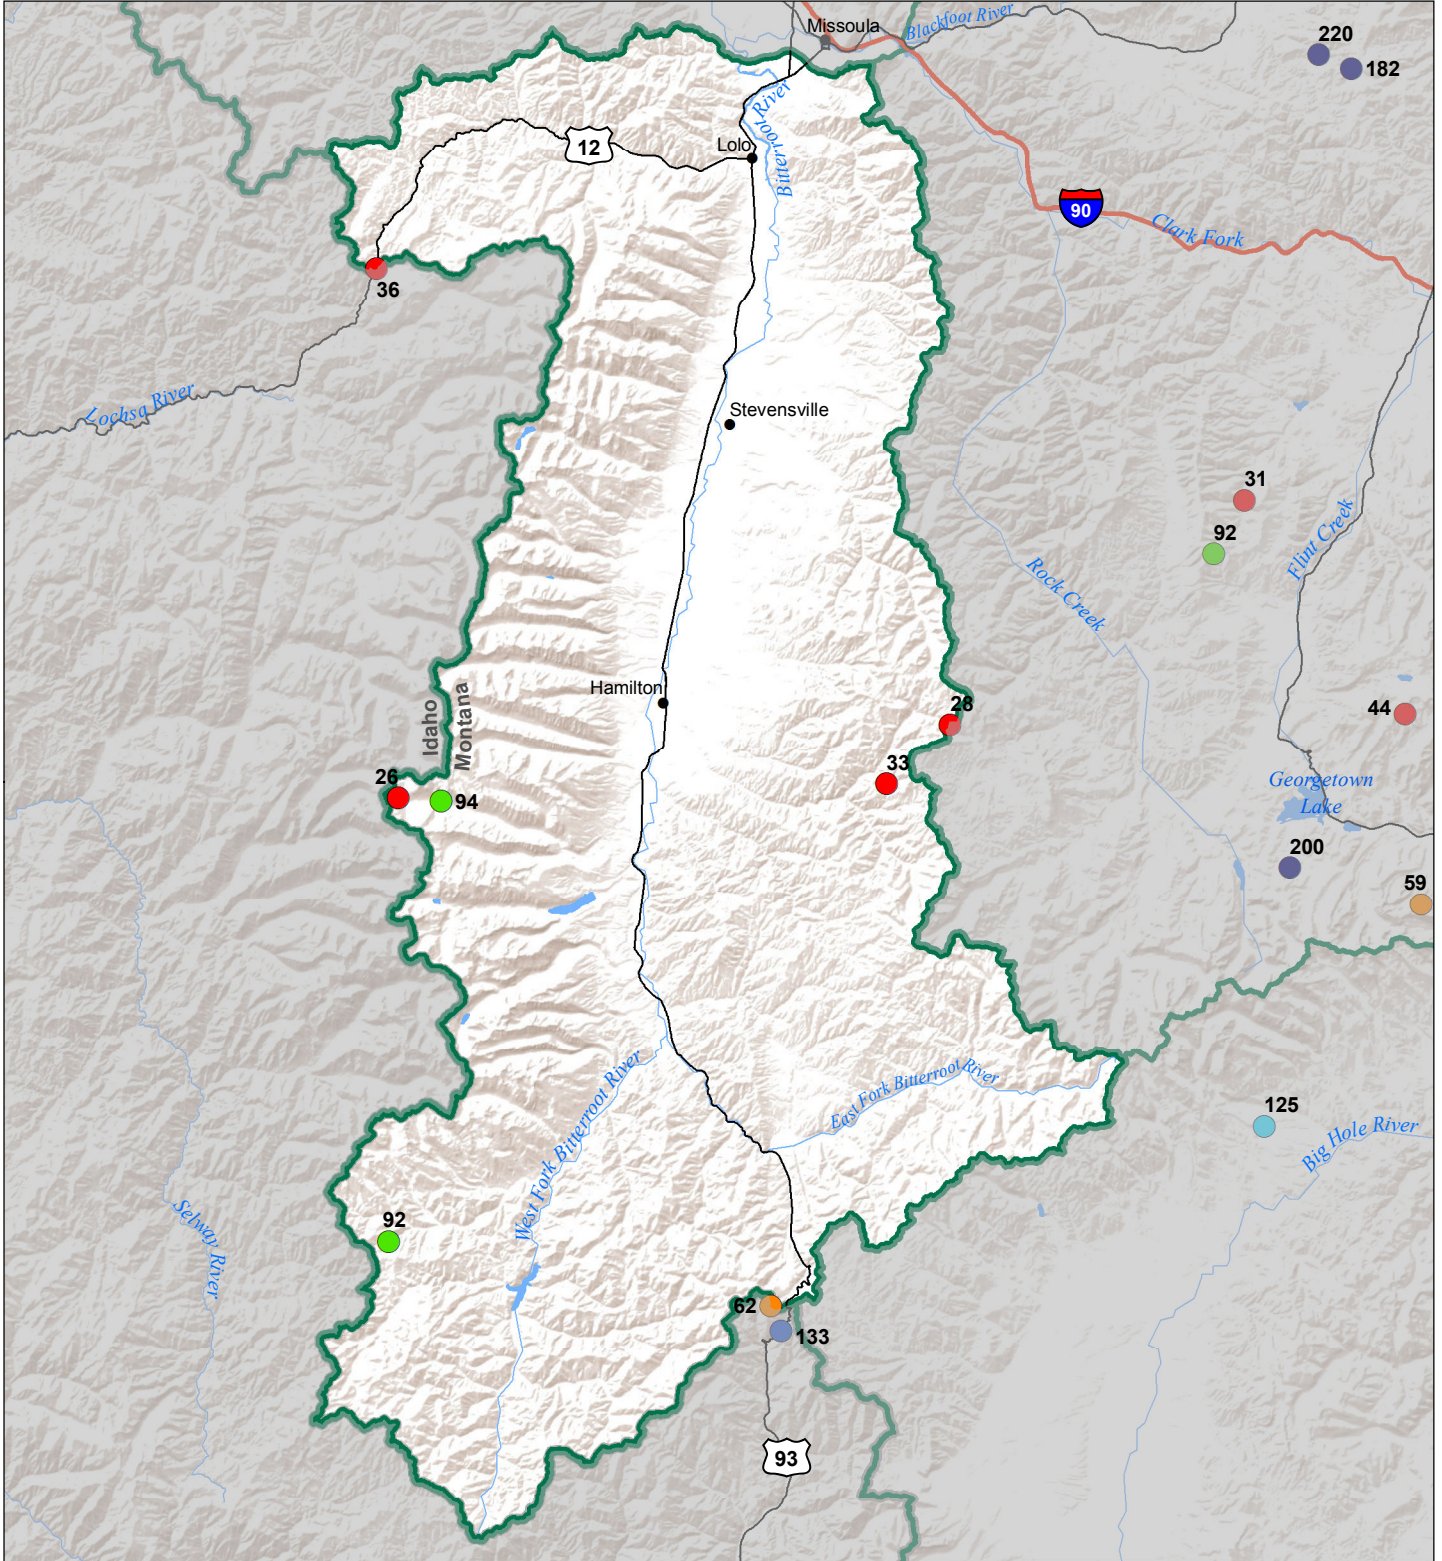 Missoula
Blackfoot River
220
182
Bitterroot River
12
Lolo
90
Clark Fork
36
Lochsa River
Stevensville
31
92
Flint Creek
Rock Creek
Hamilton
Idaho
Montana
28
44
26
94
33
Georgetown
Lake
200
59
West Fork Bitterroot River
East Fork Bitterroot River
125
Big Hole River
Selway River
92
62
133
93